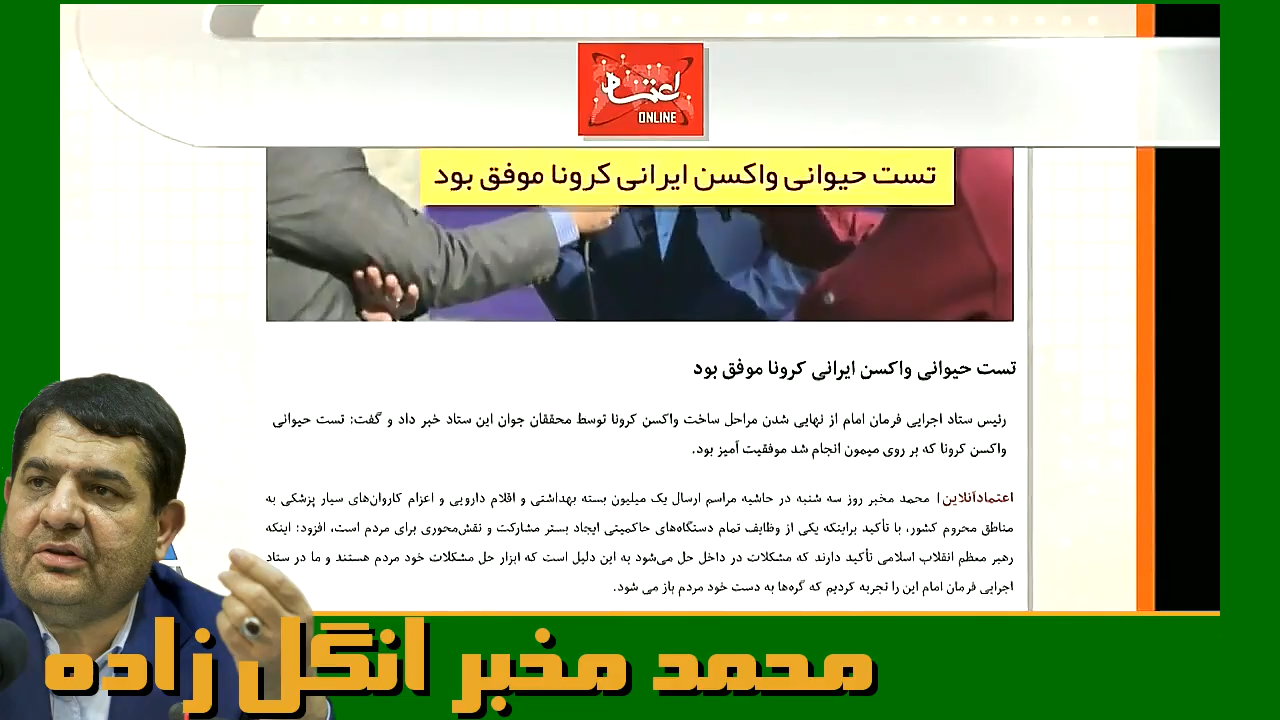 اعتماد
ONLINE
تست حیوانی واکسن ایرانی کرونا موفق بود
تست حیوانی واکسن ایرانی کرونا موفق بود
رئیس ستاد اجرایی فرمان امام از نهایی شدن مراحل ساخت واکسن کرونا توسط محققان جوان این ستاد خبر داد و گفت: تست حیوانی
واکسن کرونا که بر روی میمون انجام شد موفقیت آمیز بود.
اعتمادآنلاین| محمد مخبر روز سه شنبه در حاشیه مراسم ارسال یک میلیون بسته بهداشتی و اقلام دارویی و اعزام کاروان‌های سیار پزشکی به
مناطق محروم کشور، با تأکید براینکه یکی از وظایف تمام دستگاه‌های حاکمیتی ایجاد بستر مشارکت و نقش‌محوری برای مردم است، افزود: اینکه
رهبر معظم انقلاب اسلامی تأکید دارند که مشکلات در داخل حل می‌شود به این دلیل است که ابزار حل مشکلات خود مردم هستند و ما در ستاد
اجرایی فرمان امام این را تجربه کردیم که گره‌ها به دست خود مردم باز می شود.
محمد مخبر انگل زاده